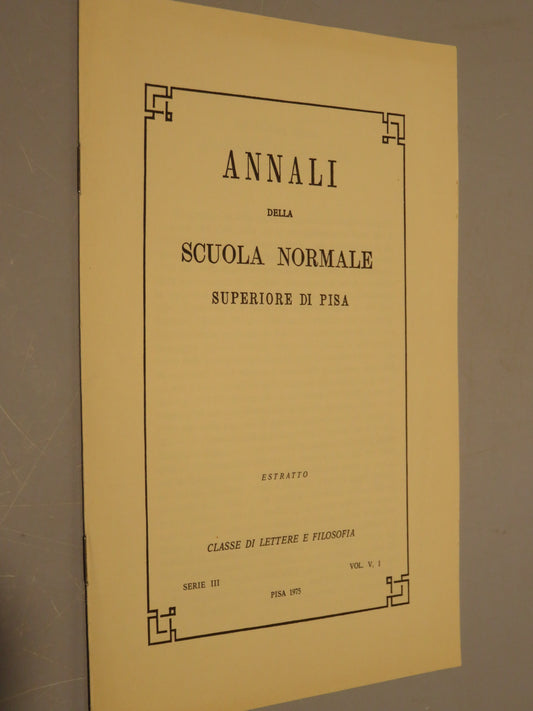 ANNALI
DELLA
SCUOLA NORMALE
SUPERIORE DI PISA
ESTRATTO
CLASSE DI LETTERE E FILOSOFIA
SERIE III
VOL. V, 1
PISA 1975